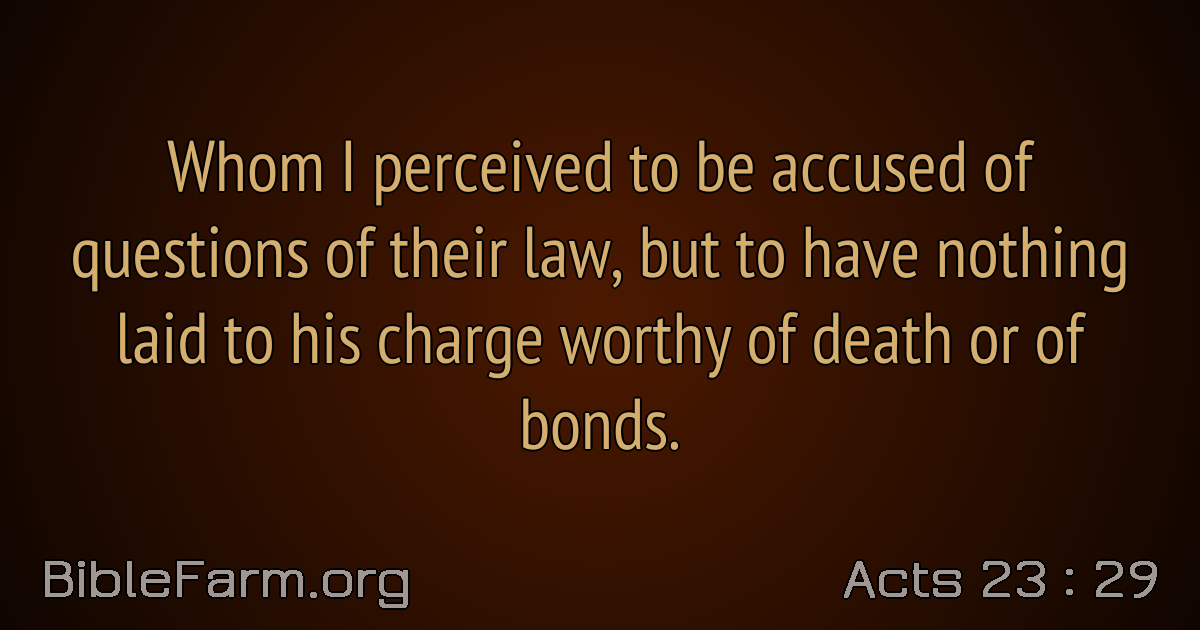 Whom I perceived to be accused of
questions of their law, but to have nothing
laid to his charge worthy of death or of
bonds.
BibleFarm.org
Acts 23 : 29